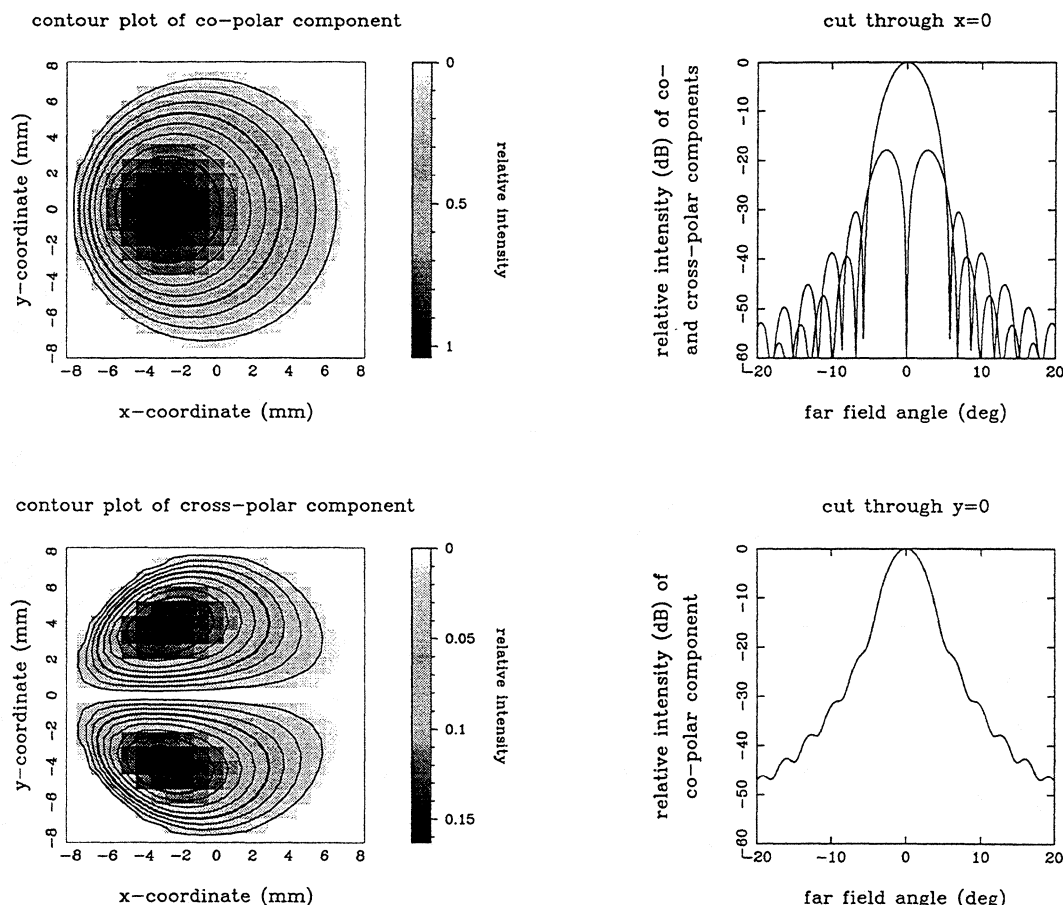 contour plot of co-polar component
cut through x=0
8
6
4
2
0
-2
-4
-6
-8
y-coordinate (mm)
-8 -6 -4 -2 0 2 4 6 8
x-coordinate (mm)
0
0.5
1
relative intensity
relative intensity (dB) of co-
and cross-polar components
0
-10
-20
-30
-40
-50
-60
-20 -10 0 10 20
far field angle (deg)
contour plot of cross-polar component
cut through y=0
8
6
4
2
0
-2
-4
-6
-8
y-coordinate (mm)
-8 -6 -4 -2 0 2 4 6 8
x-coordinate (mm)
0
0.05
0.1
0.15
relative intensity
relative intensity (dB) of
co-polar component
0
-10
-20
-30
-40
-50
-60
-20 -10 0 10 20
far field angle (deg)